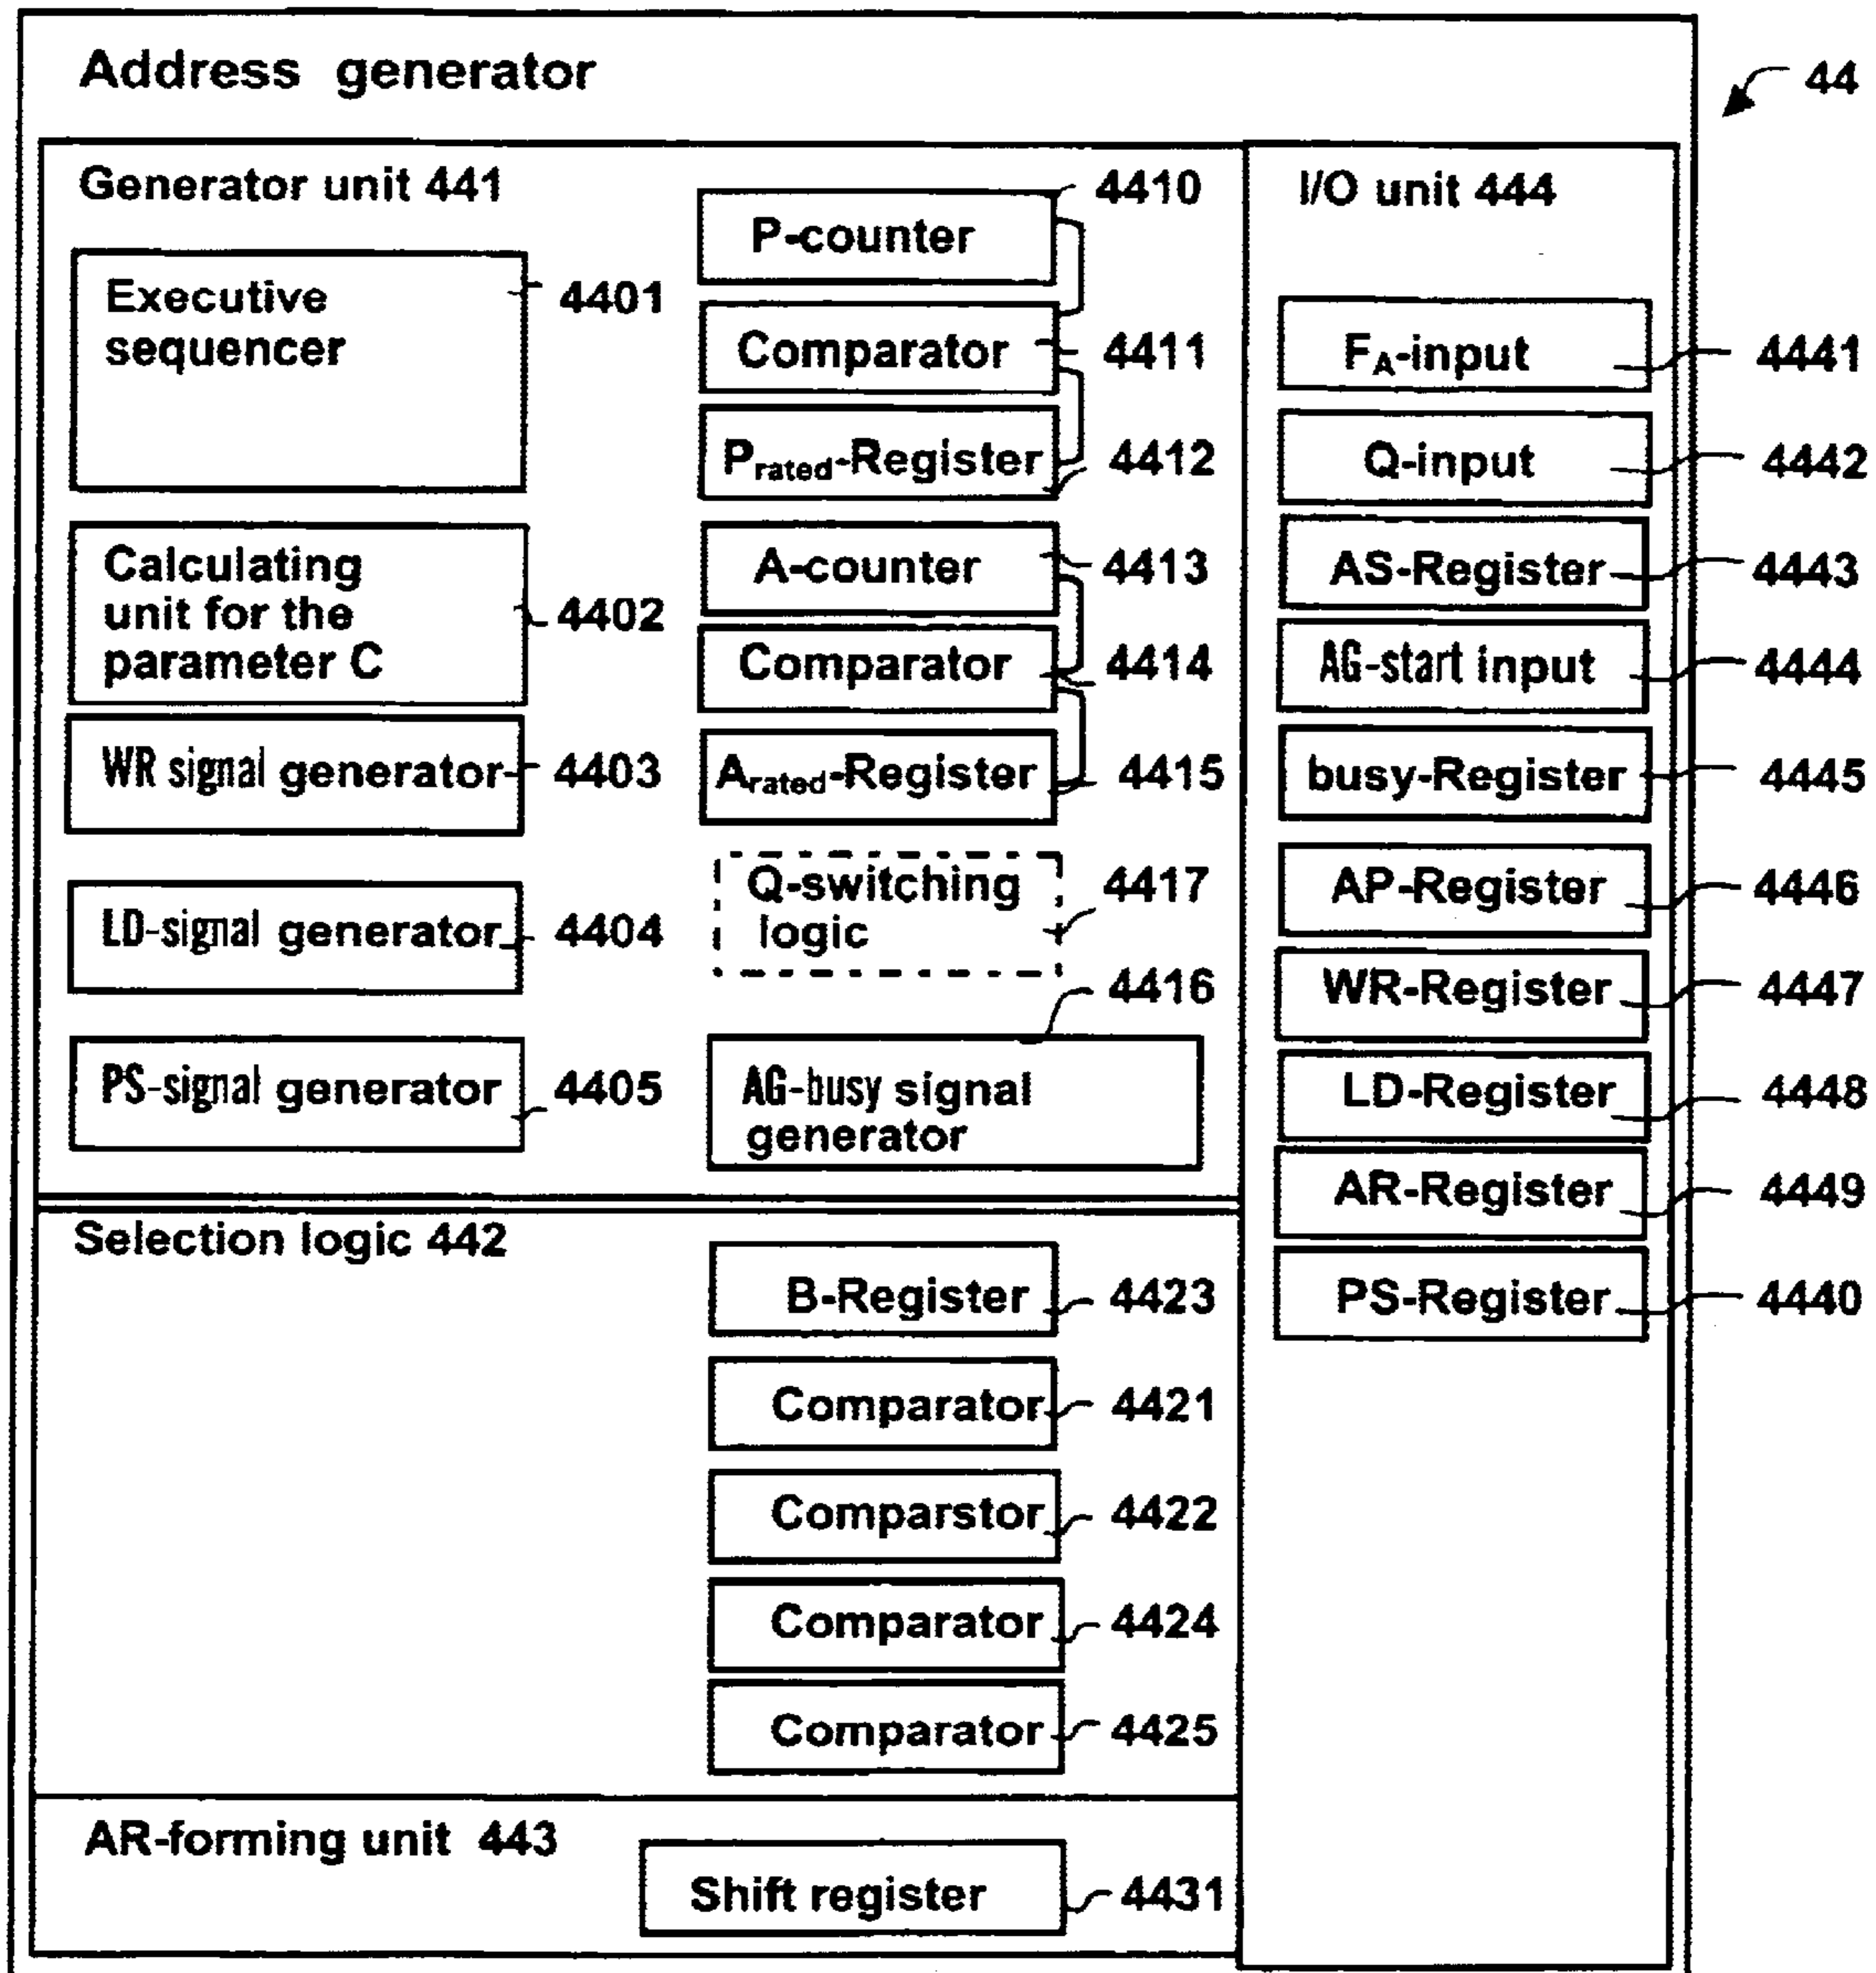 Address generator
44
Generator unit 441
Executive
sequencer
4401
Calculating
unit for the
parameter C
4402
WR signal generator
4403
LD-signal generator
4404
PS-signal generator
4405
P-counter
4410
Comparator
4411
Prated-Register
4412
A-counter
4413
Comparator
4414
Arated-Register
4415
Q-switching
logic
4417
4416
AG-busy signal
generator
I/O unit 444
FA-input
4441
Q-input
4442
AS-Register
4443
AG-start input
4444
busy-Register
4445
AP-Register
4446
WR-Register
4447
LD-Register
4448
AR-Register
4449
PS-Register
4440
Selection logic 442
B-Register
4423
Comparator
4421
Comparstor
4422
Comparator
4424
Comparator
4425
AR-forming unit 443
Shift register
4431